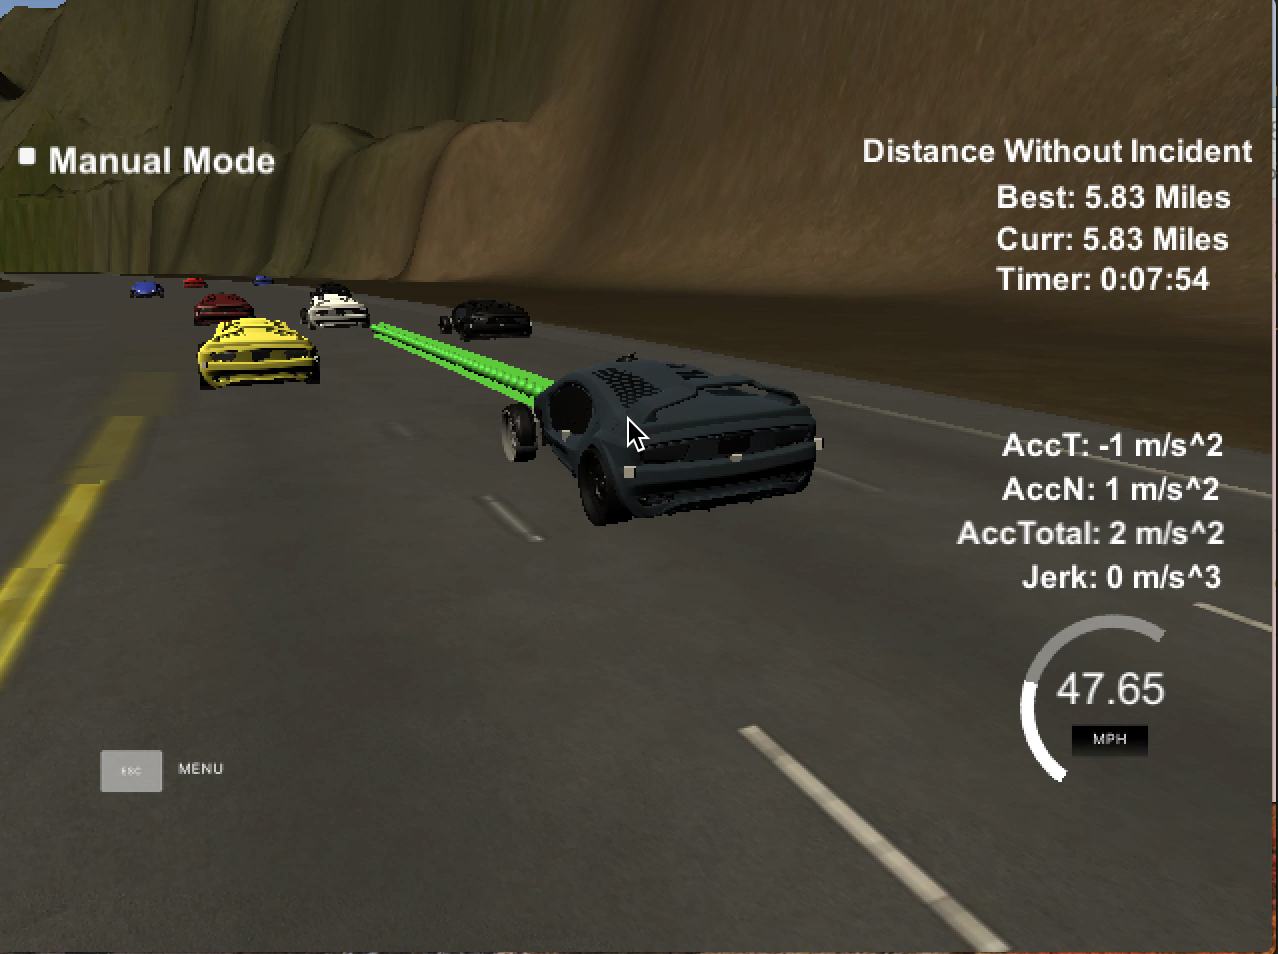 Manual Mode
Distance Without Incident
Best: 5.83 Miles
Curr: 5.83 Miles
Timer: 0:07:54
AccT: -1 m/s^2
AccN: 1 m/s^2
AccTotal: 2 m/s^2
Jerk: 0 m/s^3
47.65
MPH
ESC MENU